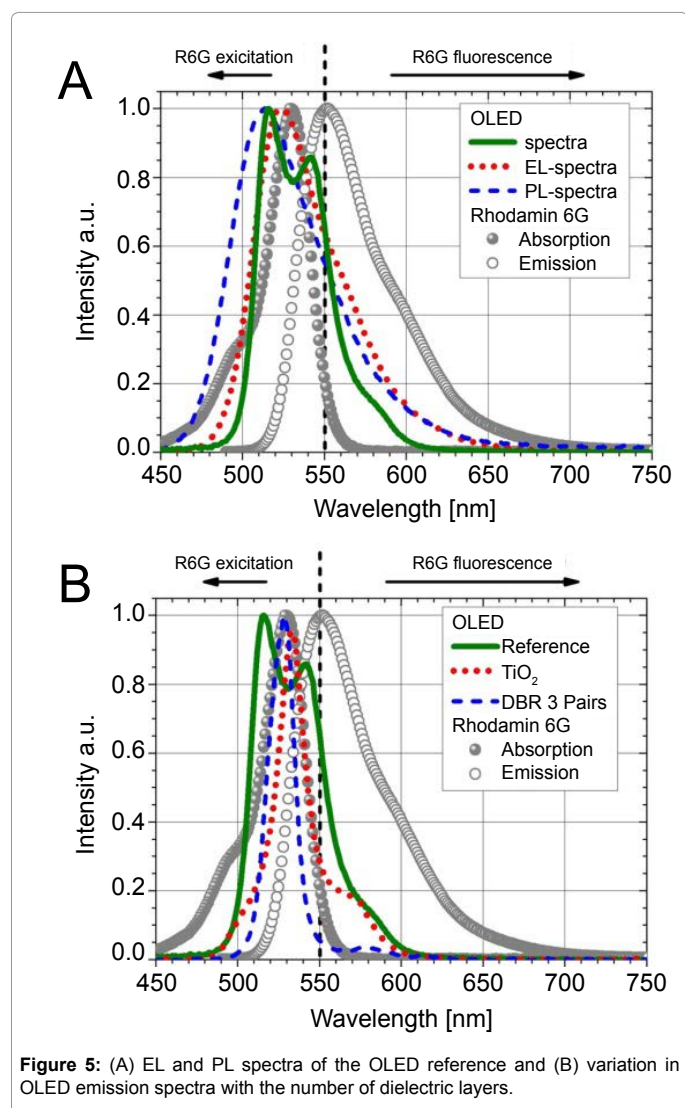 R6G exicitation R6G fluorescence
A
1.0
0.8
0.6
0.4
0.2
0.0
Intensity a.u.
OLED
spectra
EL-spectra
PL-spectra
Rhodamin 6G
Absorption
Emission
450 500 550 600 650 700 750
Wavelength [nm]
R6G exicitation R6G fluorescence
B
1.0
0.8
0.6
0.4
0.2
0.0
Intensity a.u.
OLED
Reference
TiO2
DBR 3 Pairs
Rhodamin 6G
Absorption
Emission
450 500 550 600 650 700 750
Wavelength [nm]
Figure 5: (A) EL and PL spectra of the OLED reference and (B) variation in
OLED emission spectra with the number of dielectric layers.